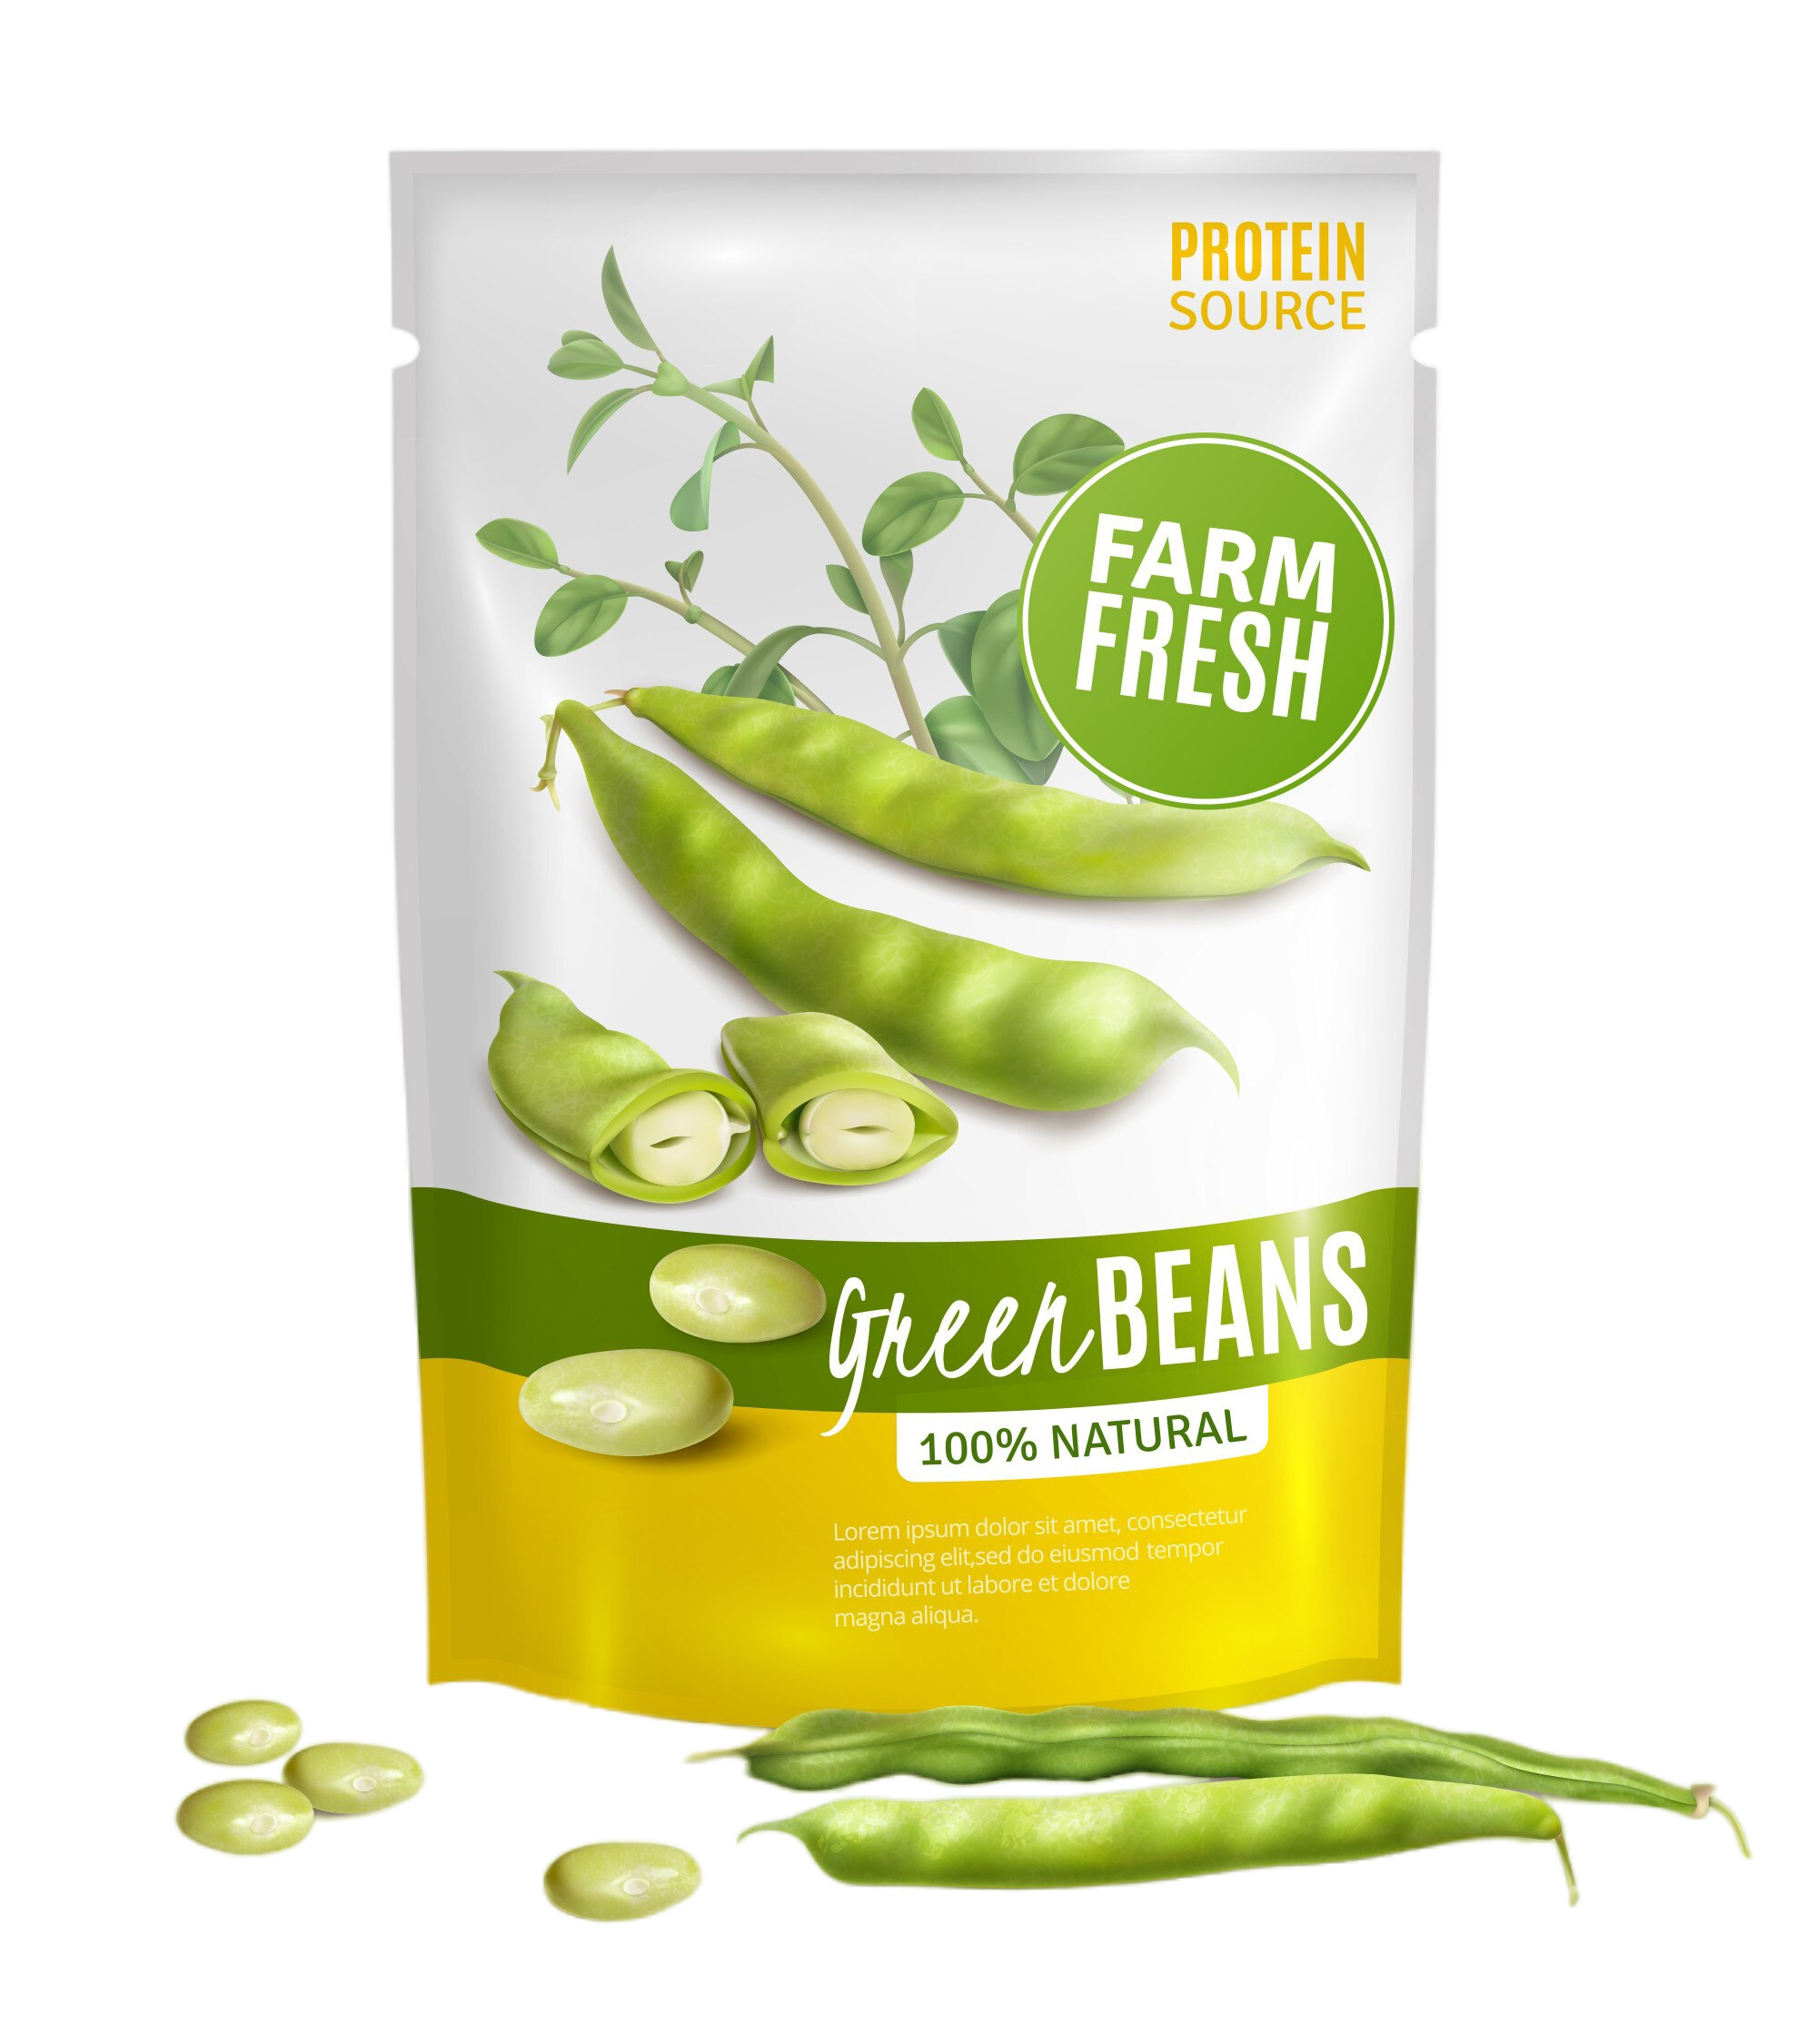 PROTEIN
SOURCE
FARM
FRESH
Green BEANS
100% NATURAL
Lorem ipsum dolor sit amet, consectetur
adipiscing elit,sed do eiusmod tempor
incididunt ut labore et dolore
magna aliqua.